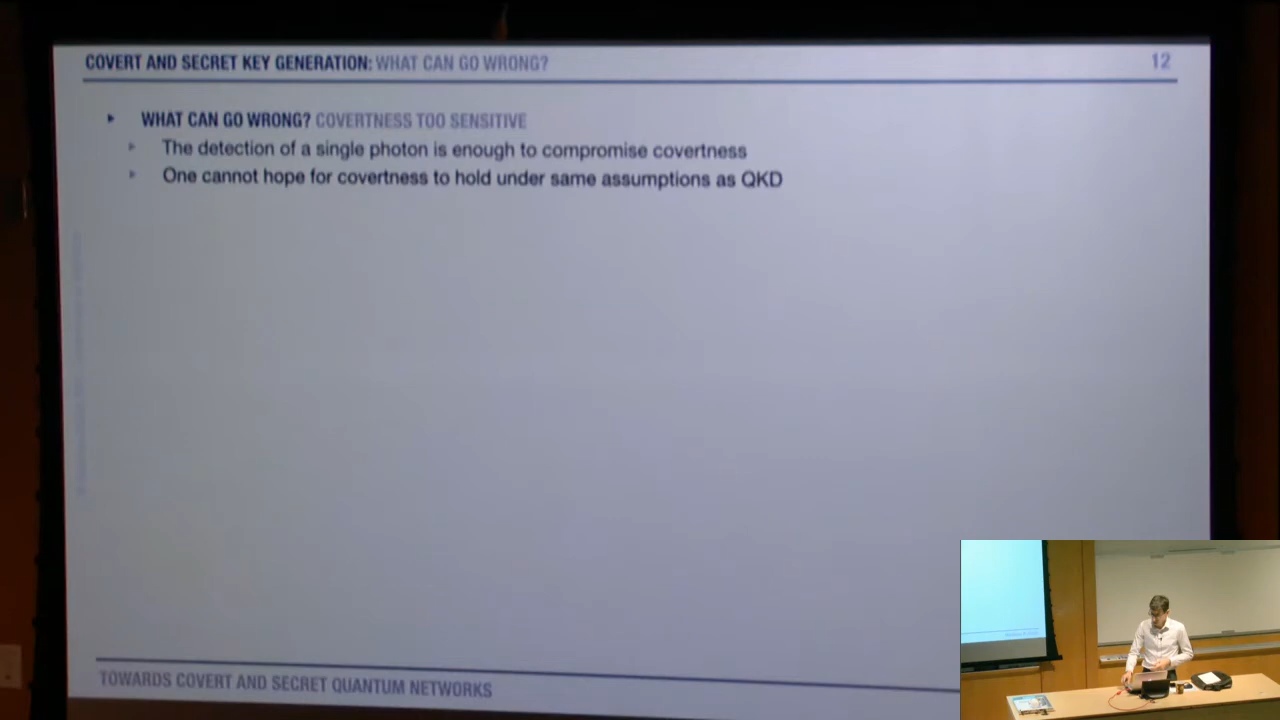 COVERT AND SECRET KEY GENERATION: WHAT CAN GO WRONG? 12
WHAT CAN GO WRONG? COVERTNESS TOO SENSITIVE
The detection of a single photon is enough to compromise covertness
One cannot hope for covertness to hold under same assumptions as QKD
TOWARDS COVERT AND SECRET QUANTUM NETWORKS